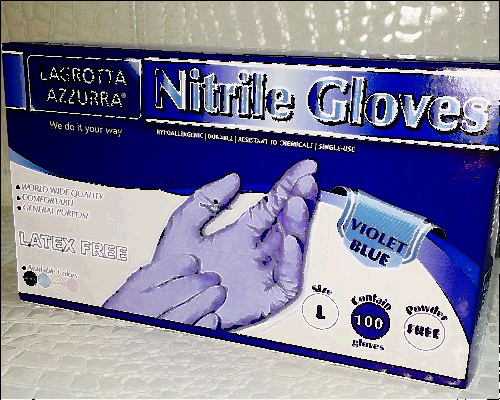 LAGROTTA
AZZURRA®
We do it your way
Nitrile Gloves
HYPOALLERGENIC | DURABLE | RESISTANT TO CHEMICALS | SINGLE-USE
• WORLD WIDE QUALITY
• COMFORTABLE
• GENERAL PURPOSE
LATEX FREE
• Available Colors
VIOLET
BLUE
Size
L
Contain
100
gloves
Powder
FREE